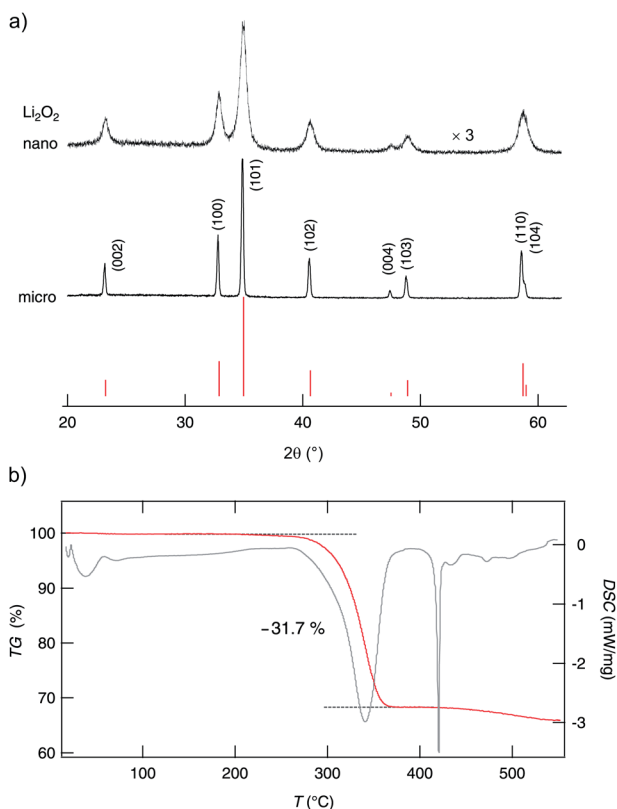 a)
Li₂O₂
nano
× 3
(002)
(100)
(101)
(102)
(004)
(103)
(110)
(104)
micro
20 30 40 50 60
2θ (°)
b)
100
90
80
70
60
TG (%)
−31.7 %
0
-1
-2
-3
DSC (mW/mg)
100 200 300 400 500
T (°C)